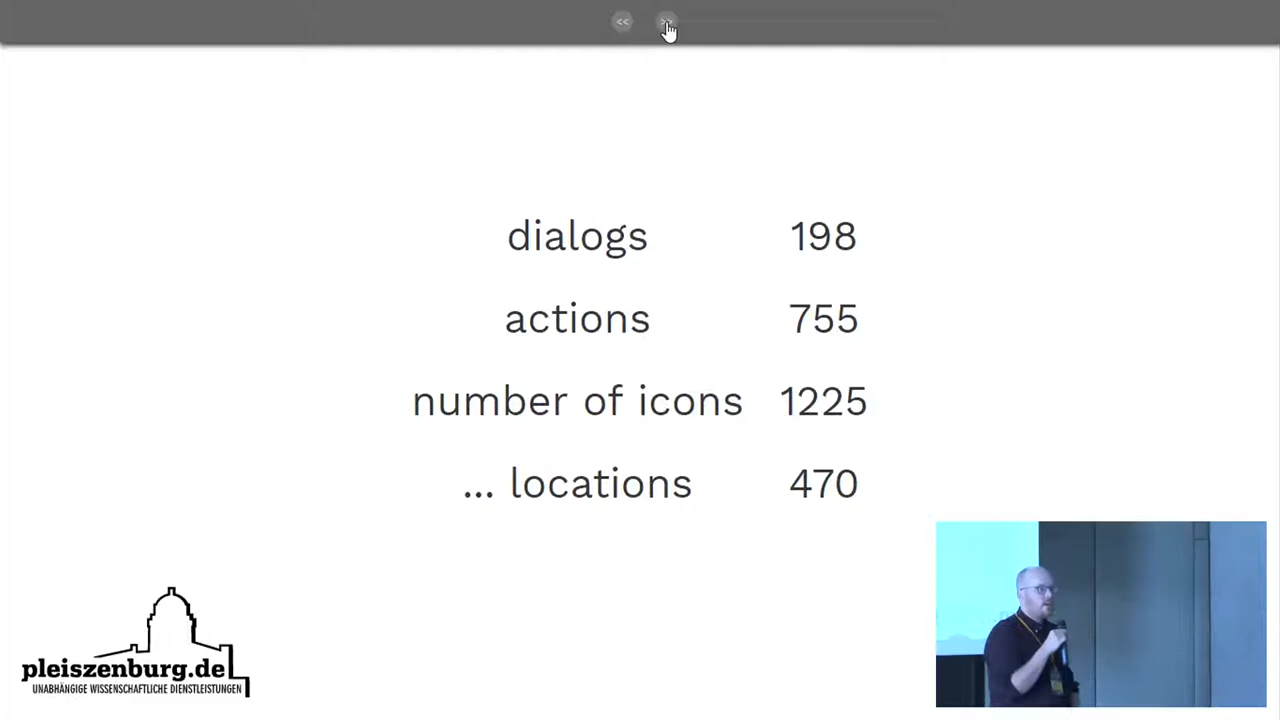 << >>
dialogs 198
actions 755
number of icons 1225
... locations 470
pleiszenburg.de
UNABHÄNGIGE WISSENSCHAFTLICHE DIENSTLEISTUNGEN